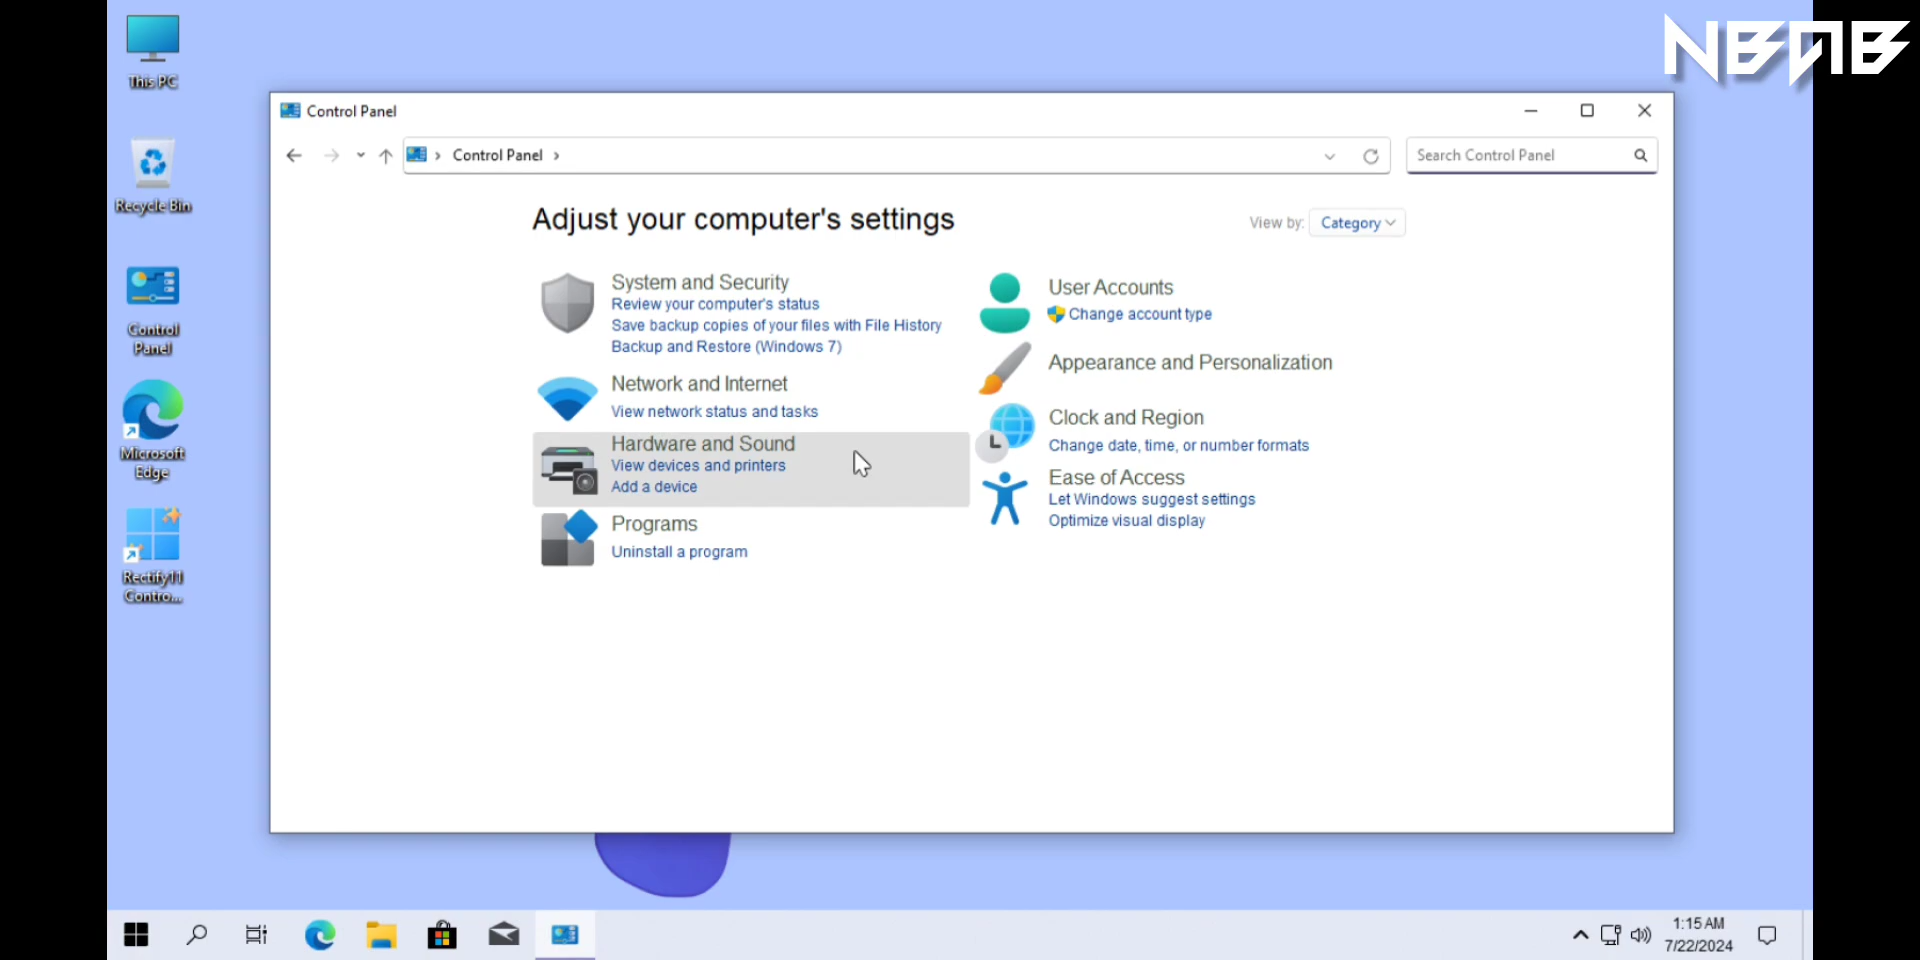 This PC
NBAB
Control Panel
Control Panel
Search Control Panel
Recycle Bin
Adjust your computer's settings
View by: Category
System and Security
Review your computer's status
Save backup copies of your files with File History
Backup and Restore (Windows 7)
Network and Internet
View network status and tasks
Hardware and Sound
View devices and printers
Add a device
Programs
Uninstall a program
User Accounts
Change account type
Appearance and Personalization
Clock and Region
Change date, time, or number formats
Ease of Access
Let Windows suggest settings
Optimize visual display
Control
Panel
Microsoft
Edge
Rectify11
Contro...
1:15 AM
7/22/2024